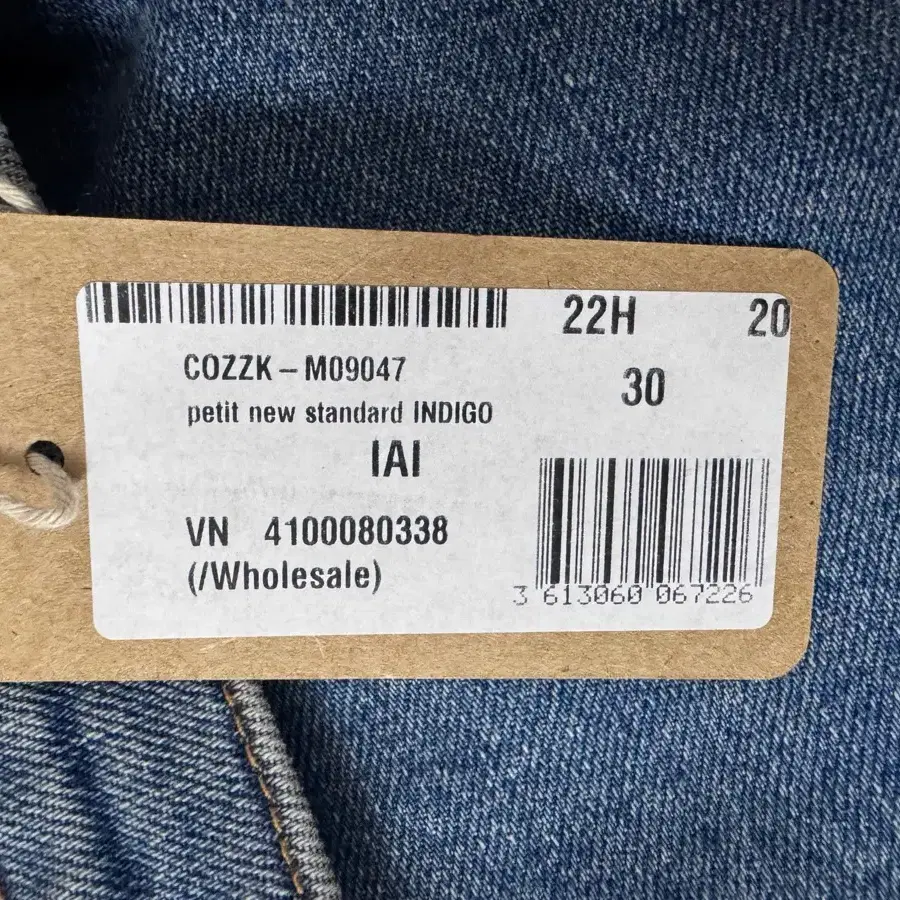 22H 20
COZZK – M09047
30
petit new standard INDIGO
IAI
VN 4100080338
(/Wholesale)
3 613060 067226